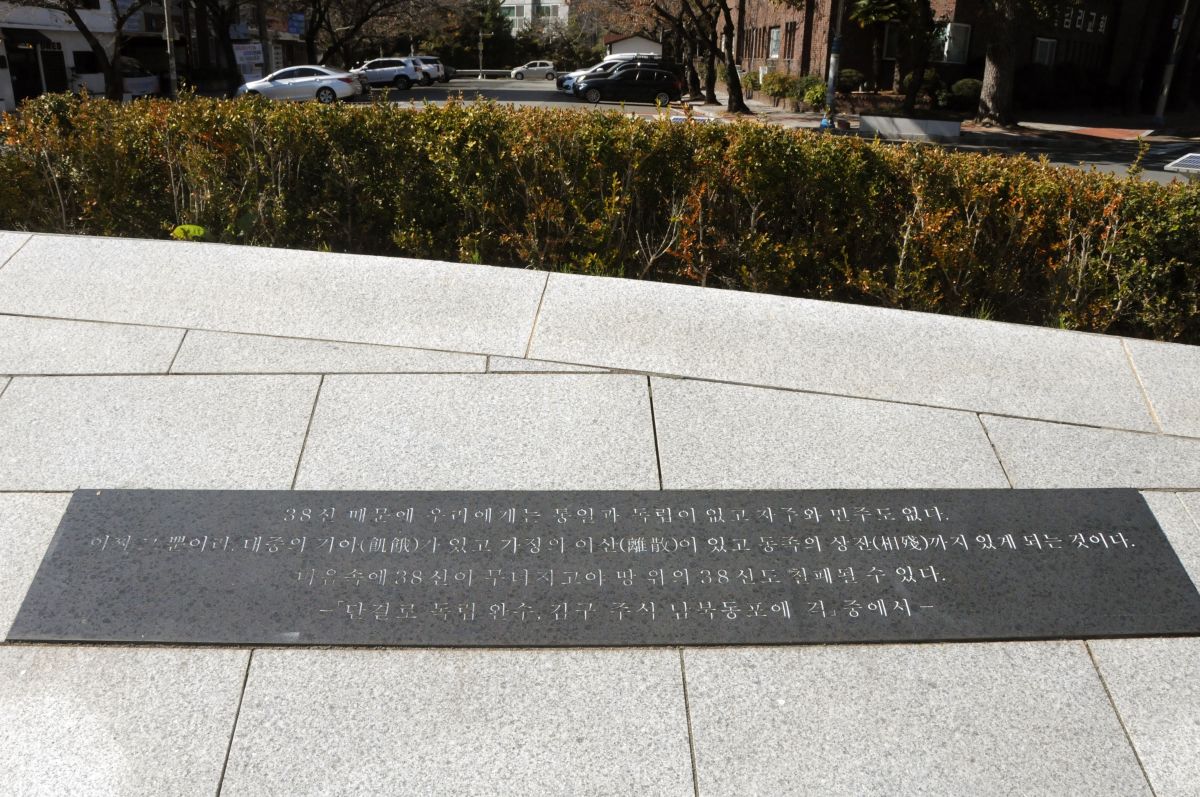 38선 때문에 우리에게는 통일과 독립이 없고 자주와 민주도 없다.
어찌 그 뿐이랴. 대중의 기아(飢餓)가 있고 가정의 이산(離散)이 있고 동족의 상잔(相殘)까지 있게 되는 것이다.
마음속에 38선이 무너지고야 땅 위의 38선도 철폐될 수 있다.
-「단결로 독립 완수, 김구 주석 남북동포에 격」중에서-